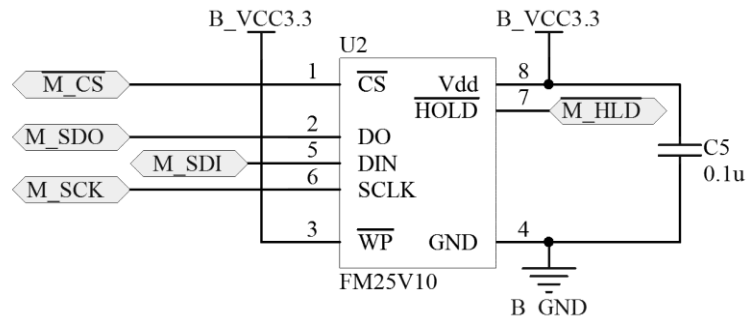 B_VCC3.3 B_VCC3.3
U2
M_CS 1 CS Vdd 8
HOLD 7 M_HLD
M_SDO 2 DO
M_SDI 5 DIN
M_SCK 6 SCLK
C5
0.1u
3 WP GND 4
FM25V10
B_GND